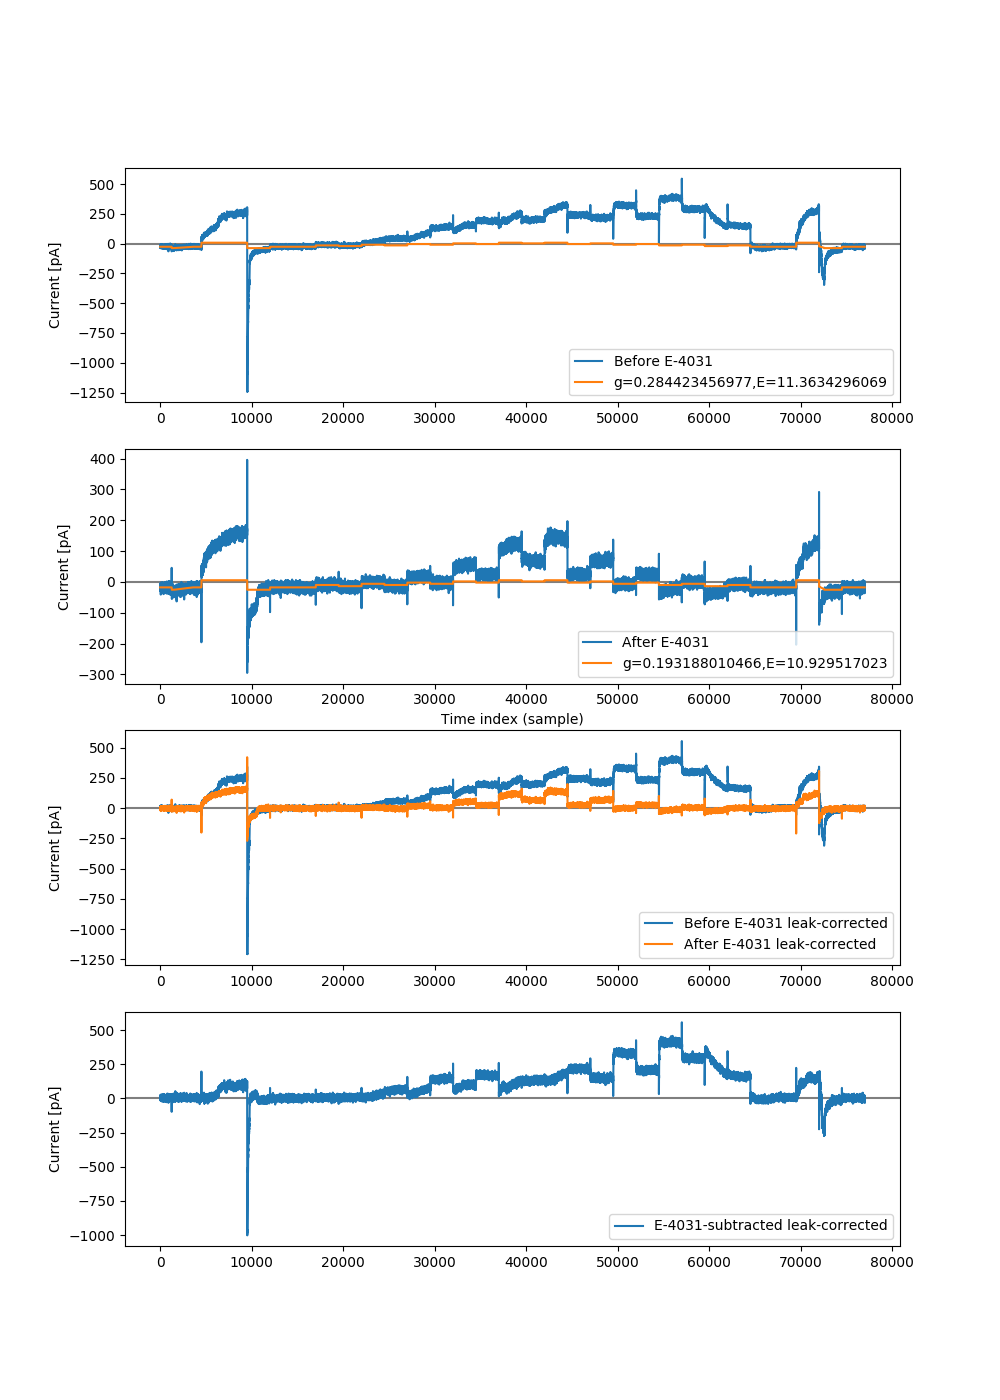 500
250
0
−250
−500
−750
−1000
−1250
Current [pA]
Before E-4031
g=0.284423456977,E=11.3634296069
0 10000 20000 30000 40000 50000 60000 70000 80000
400
300
200
100
0
−100
−200
−300
Current [pA]
After E-4031
g=0.193188010466,E=10.929517023
0 10000 20000 30000 40000 50000 60000 70000 80000
Time index (sample)
500
250
0
−250
−500
−750
−1000
−1250
Current [pA]
Before E-4031 leak-corrected
After E-4031 leak-corrected
0 10000 20000 30000 40000 50000 60000 70000 80000
500
250
0
−250
−500
−750
−1000
Current [pA]
E-4031-subtracted leak-corrected
0 10000 20000 30000 40000 50000 60000 70000 80000